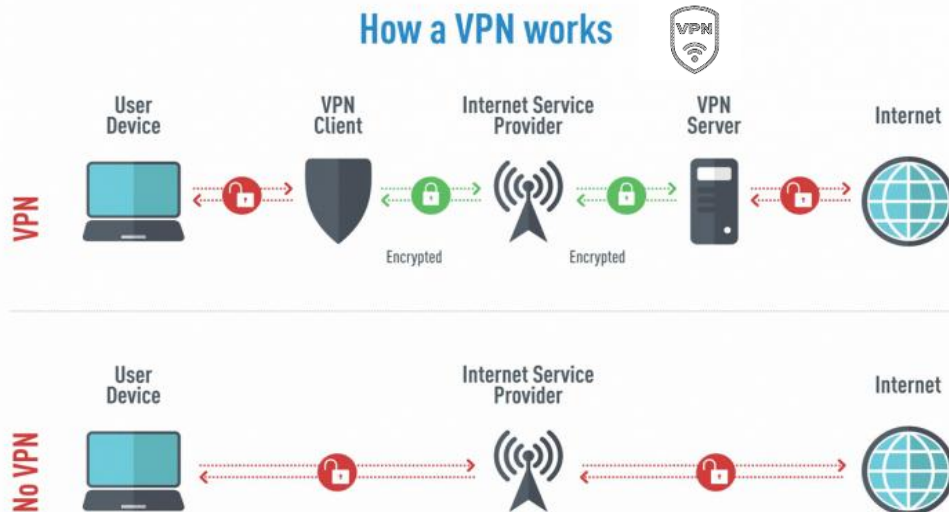 How a VPN works
VPN
User
Device
VPN
Client
Internet Service
Provider
VPN
Server
Internet
VPN
Encrypted
Encrypted
User
Device
Internet Service
Provider
Internet
No VPN